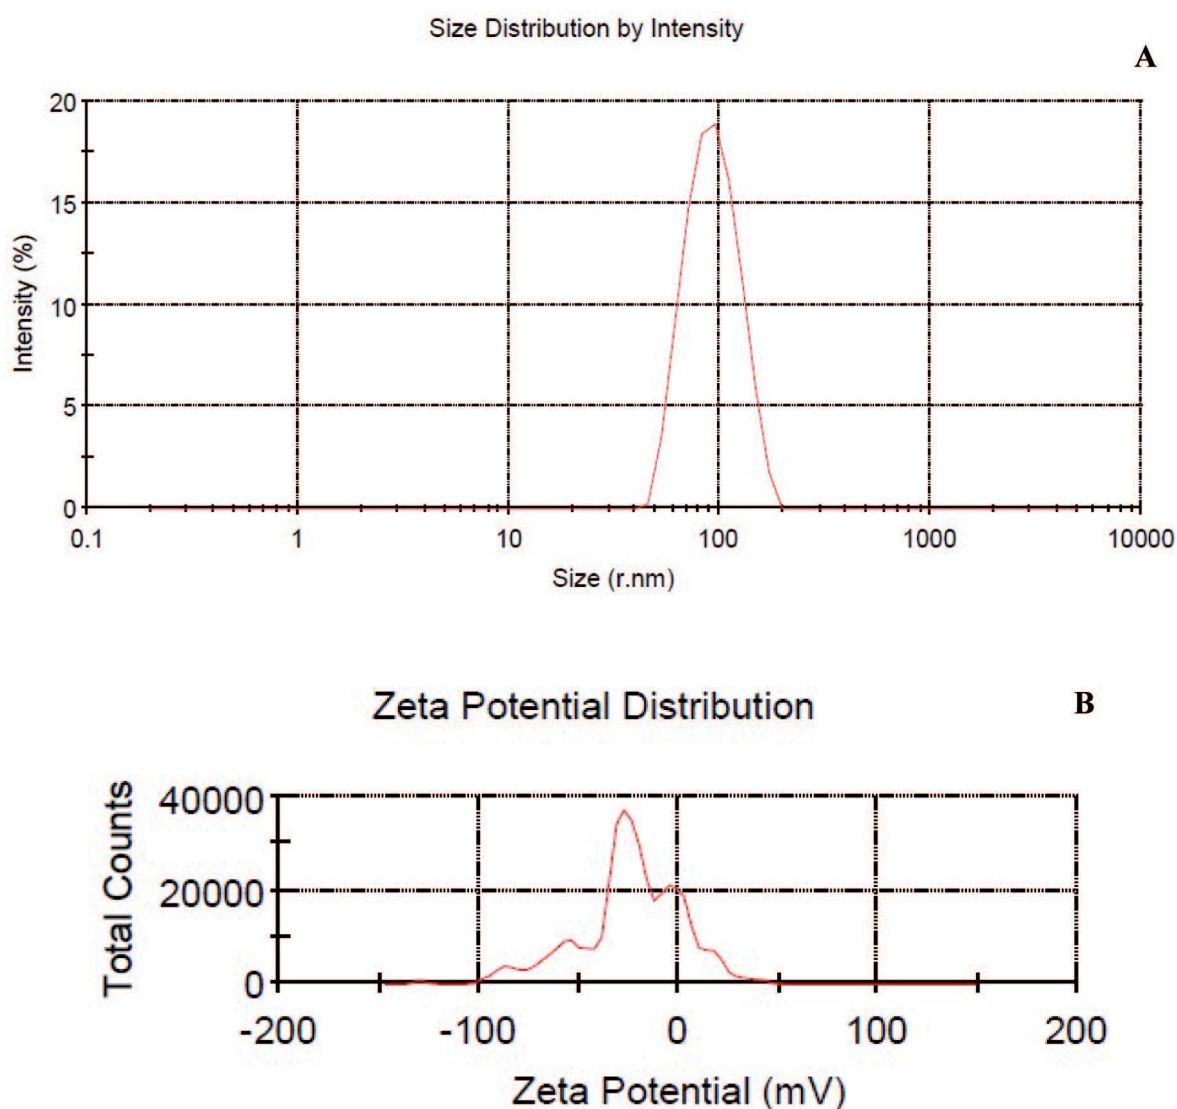 Size Distribution by Intensity
A
20
15
10
5
0
Intensity (%)
0.1 1 10 100 1000 10000
Size (r.nm)
Zeta Potential Distribution
B
40000
20000
0
Total Counts
-200 -100 0 100 200
Zeta Potential (mV)